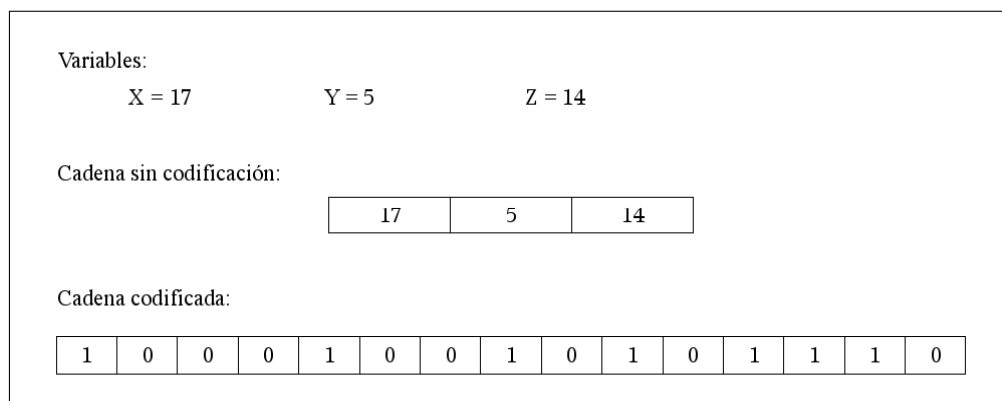 Variables:
X = 17 Y = 5 Z = 14
Cadena sin codificación:
17 5 14
Cadena codificada:
1 0 0 0 1 0 0 1 0 1 0 1 1 1 0